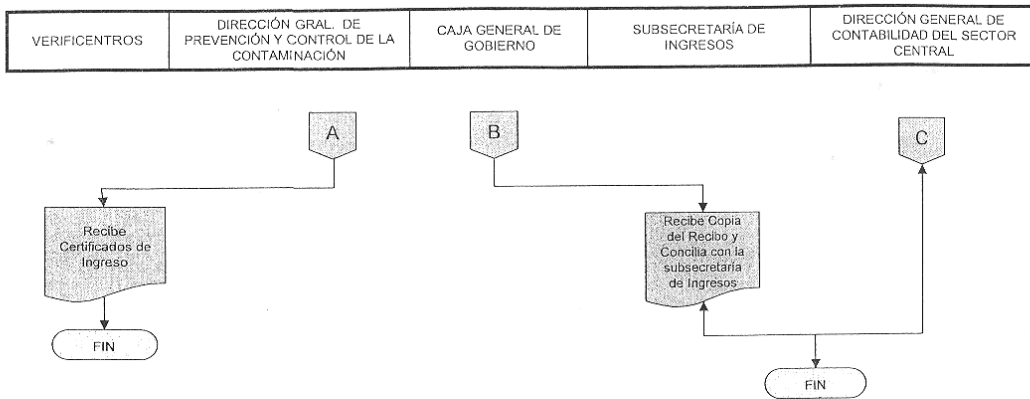 VERIFICENTROS
DIRECCIÓN GRAL. DE
PREVENCIÓN Y CONTROL DE LA
CONTAMINACIÓN
CAJA GENERAL DE
GOBIERNO
SUBSECRETARÍA DE
INGRESOS
DIRECCIÓN GENERAL DE
CONTABILIDAD DEL SECTOR
CENTRAL
A
B
C
Recibe
Certificados de
Ingreso
Recibe Copia
del Recibo y
Concilia con la
subsecretaría
de Ingresos
FIN
FIN